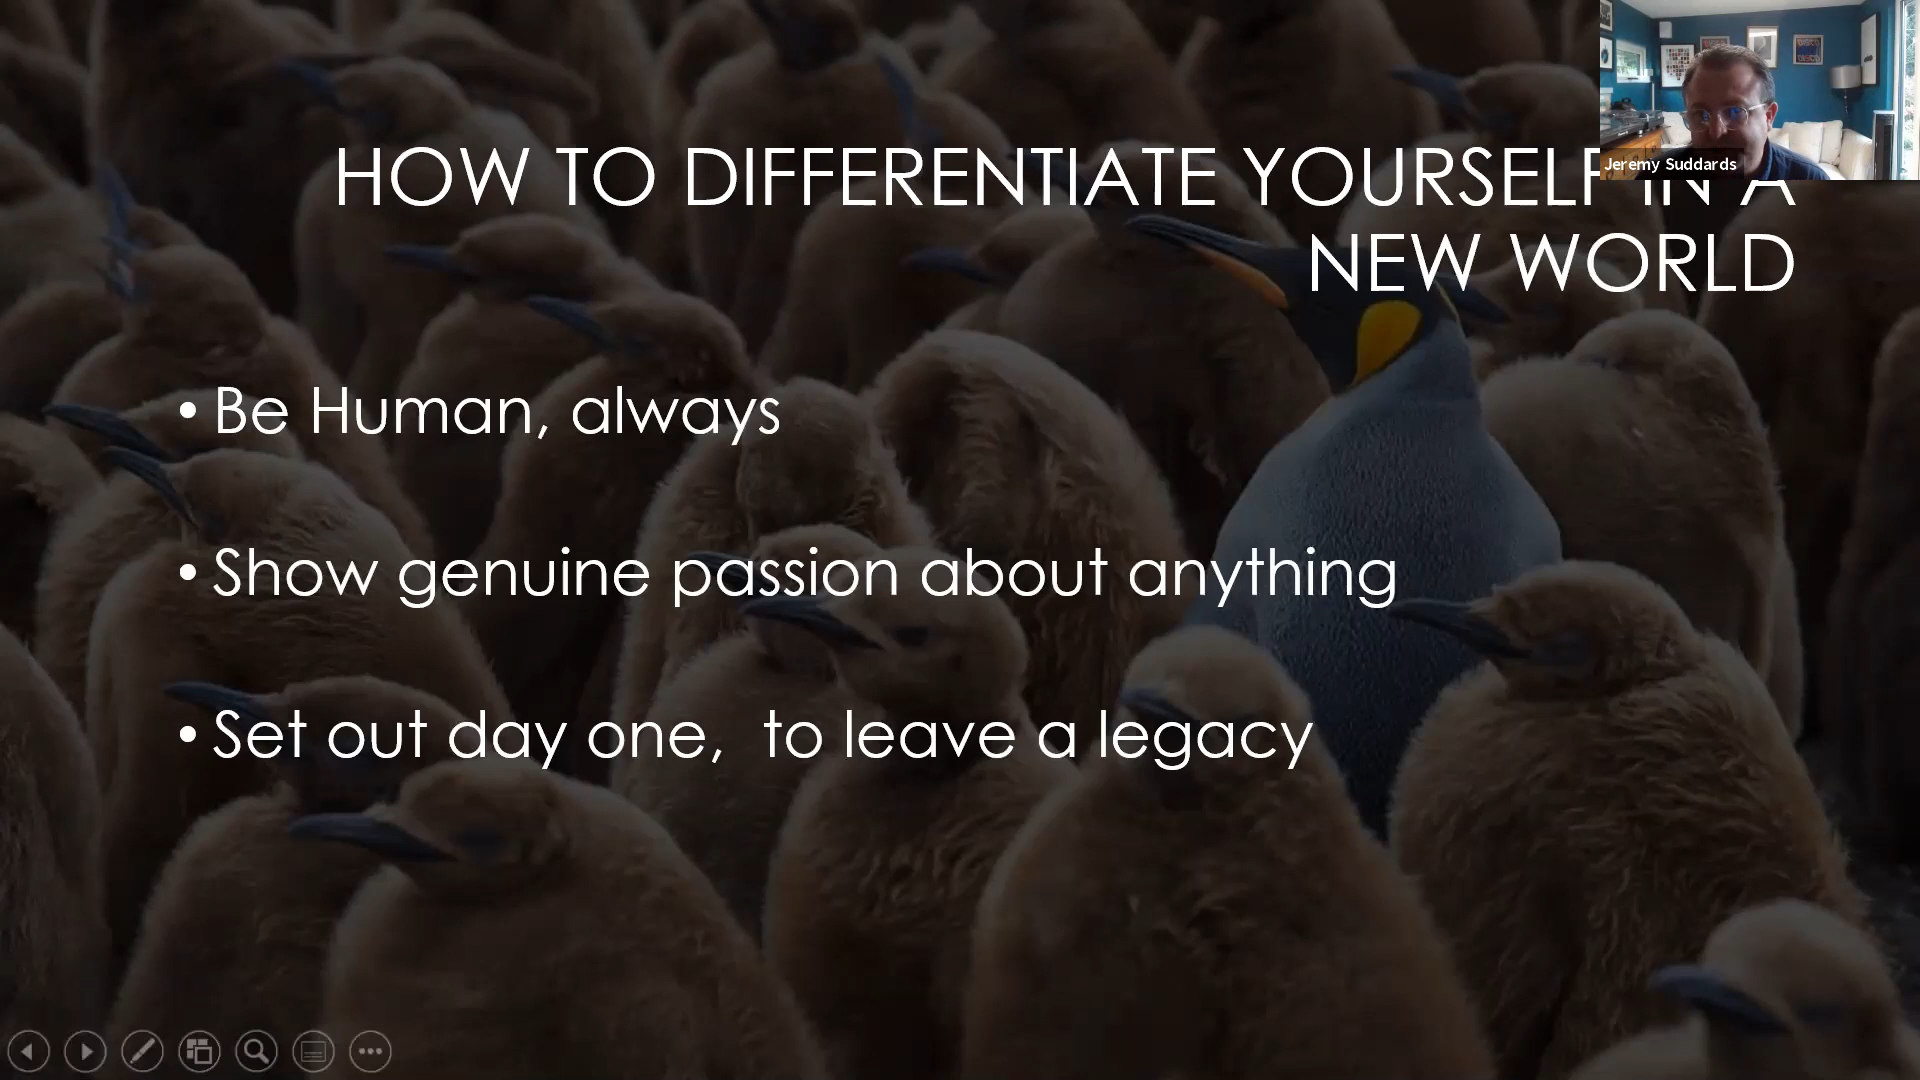 HOW TO DIFFERENTIATE YOURSELF IN A
NEW WORLD
Jeremy Suddards
• Be Human, always
• Show genuine passion about anything
• Set out day one,  to leave a legacy